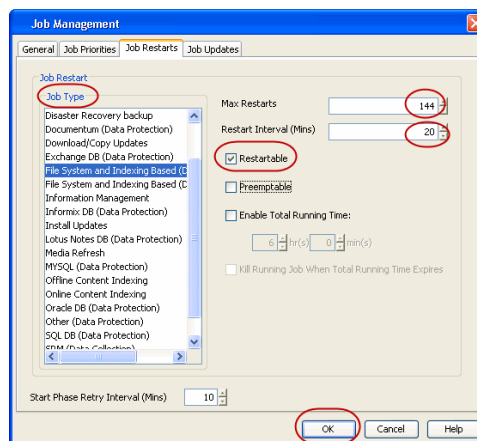 Job Management
General Job Priorities Job Restarts Job Updates
Job Restart
Job Type
Disaster Recovery backup
Documentum (Data Protection)
Download/Copy Updates
Exchange DB (Data Protection)
File System and Indexing Based (D
File System and Indexing Based (D
Information Management
Informix DB (Data Protection)
Install Updates
Lotus Notes DB (Data Protection)
Media Refresh
MYSQL (Data Protection)
Offline Content Indexing
Online Content Indexing
Oracle DB (Data Protection)
Other (Data Protection)
SQL DB (Data Protection)
SRM (Data Collection)
Max Restarts 144
Restart Interval (Mins) 20
Restartable
Preemptable
Enable Total Running Time:
6 hr(s) 0 min(s)
Kill Running Job When Total Running Time Expires
Start Phase Retry Interval (Mins) 10
OK Cancel Help